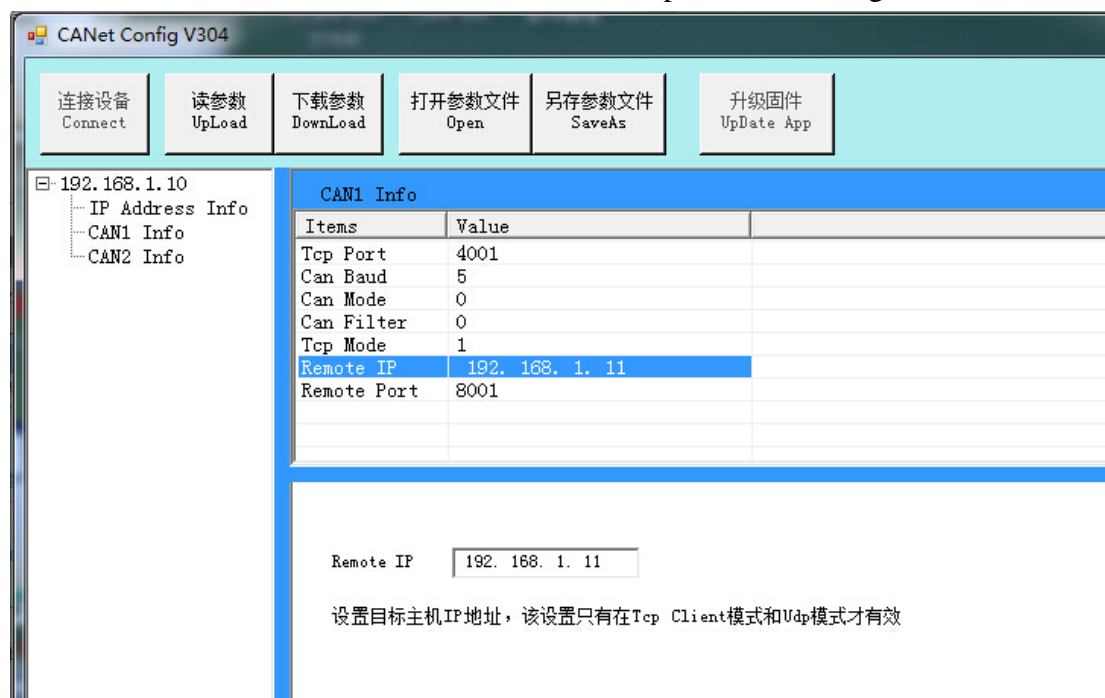 CANet Config V304
连接设备 读参数 下载参数 打开参数文件 另存参数文件 升级固件
Connect UpLoad DownLoad Open SaveAs UpDate App
192.168.1.10
IP Address Info
CAN1 Info
CAN2 Info
CAN1 Info
Items Value
Tcp Port 4001
Can Baud 5
Can Mode 0
Can Filter 0
Tcp Mode 1
Remote IP 192. 168. 1. 11
Remote Port 8001
Remote IP 192. 168. 1. 11
设置目标主机IP地址，该设置只有在Tcp Client模式和Udp模式才有效